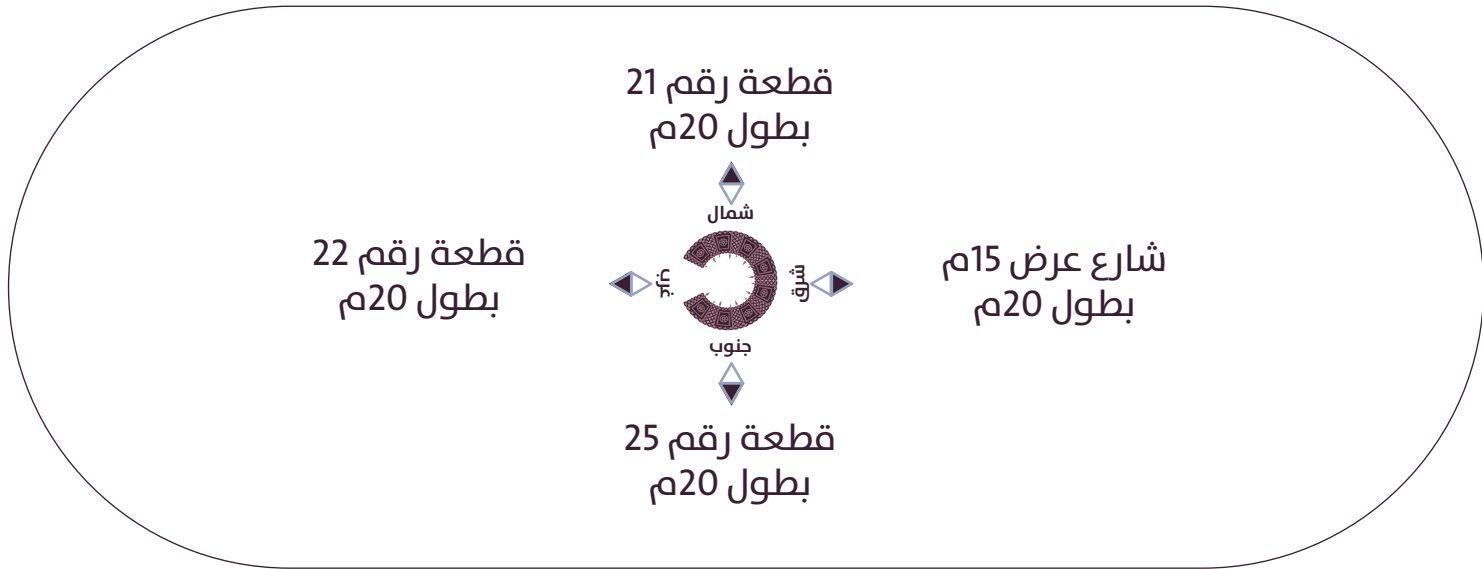 قطعة رقم 21
بطول 20م
شمال
شارع عرض 15م
بطول 20م
شرق
غرب
قطعة رقم 22
بطول 20م
جنوب
قطعة رقم 25
بطول 20م